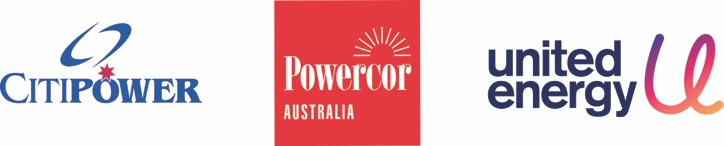 CITIPOWER
Powercor
AUSTRALIA
united
energy